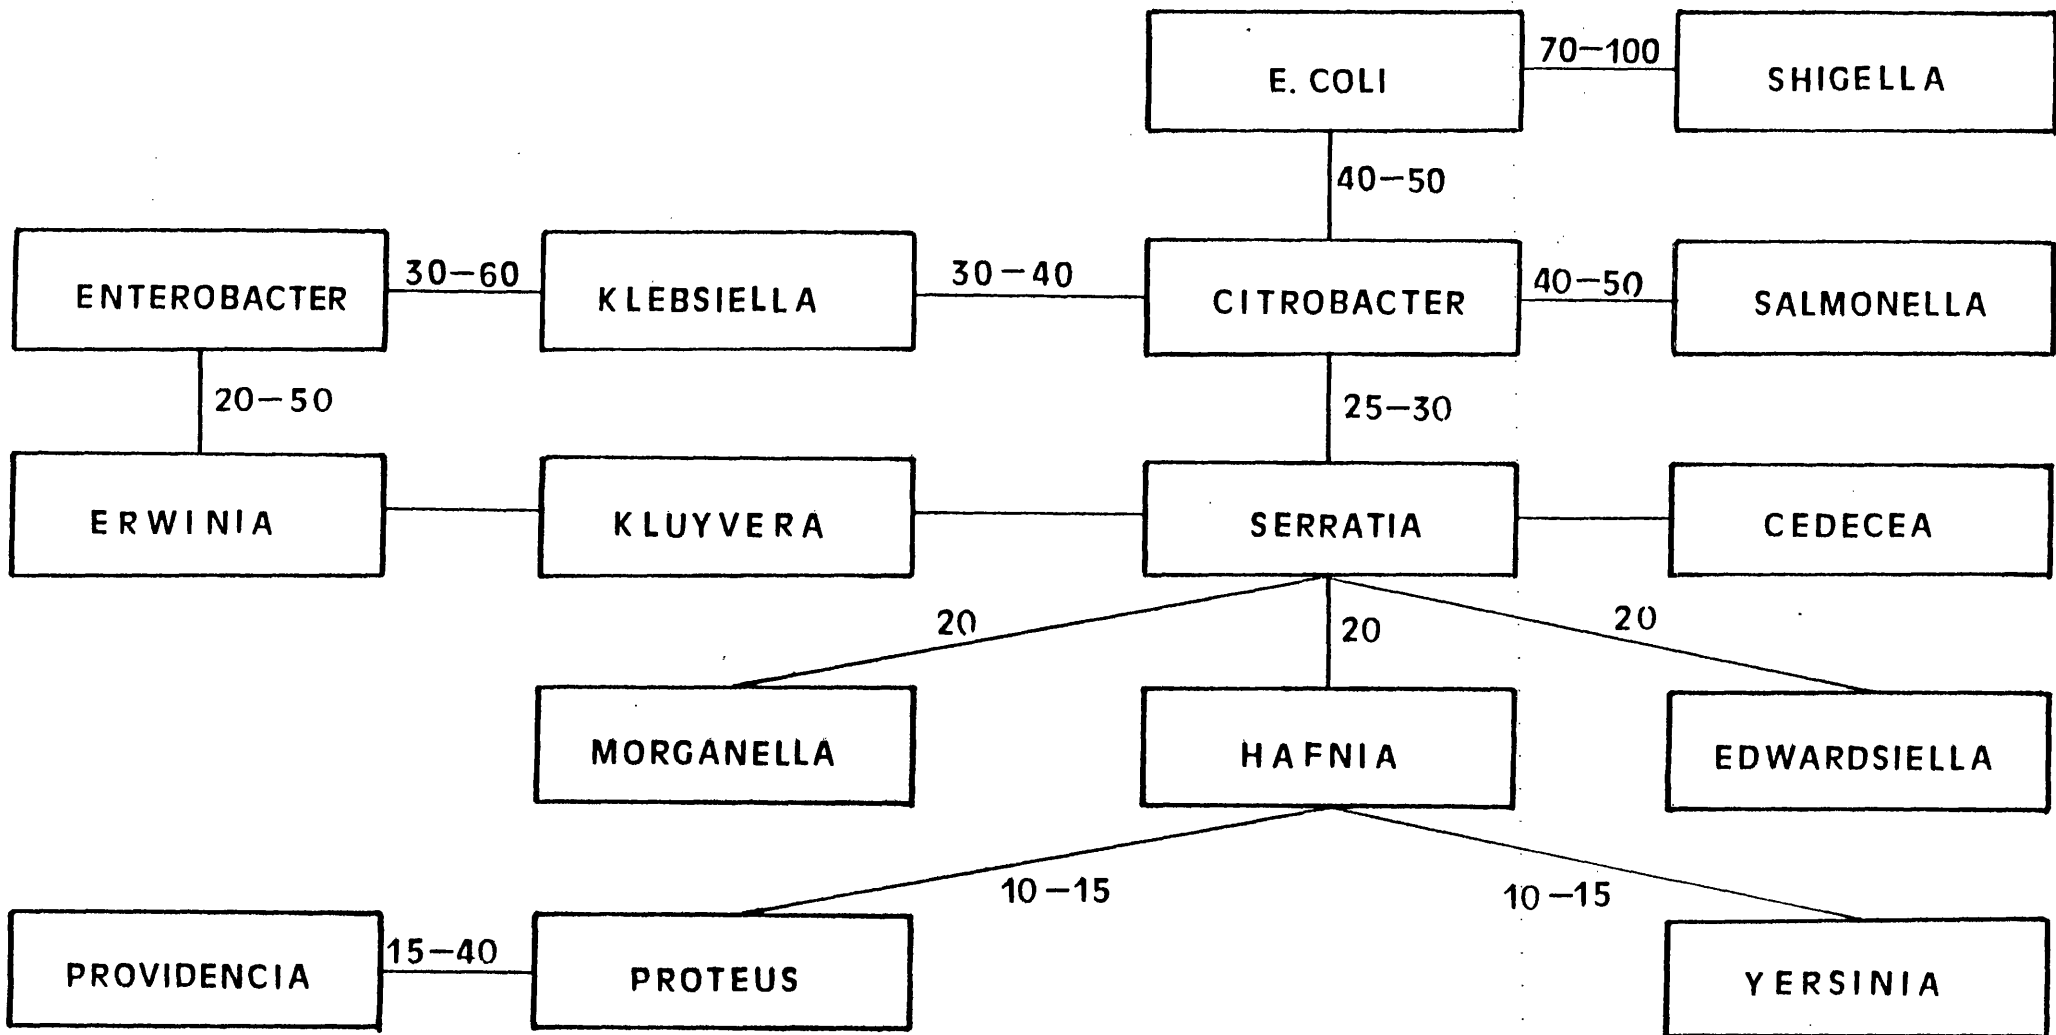 E. COLI
70–100
SHIGELLA
40–50
ENTEROBACTER
30–60
KLEBSIELLA
30–40
CITROBACTER
40–50
SALMONELLA
20–50
25–30
ERWINIA
KLUYVERA
SERRATIA
CEDECEA
20
20
20
MORGANELLA
HAFNIA
EDWARDSIELLA
10–15
10–15
PROVIDENCIA
15–40
PROTEUS
YERSINIA